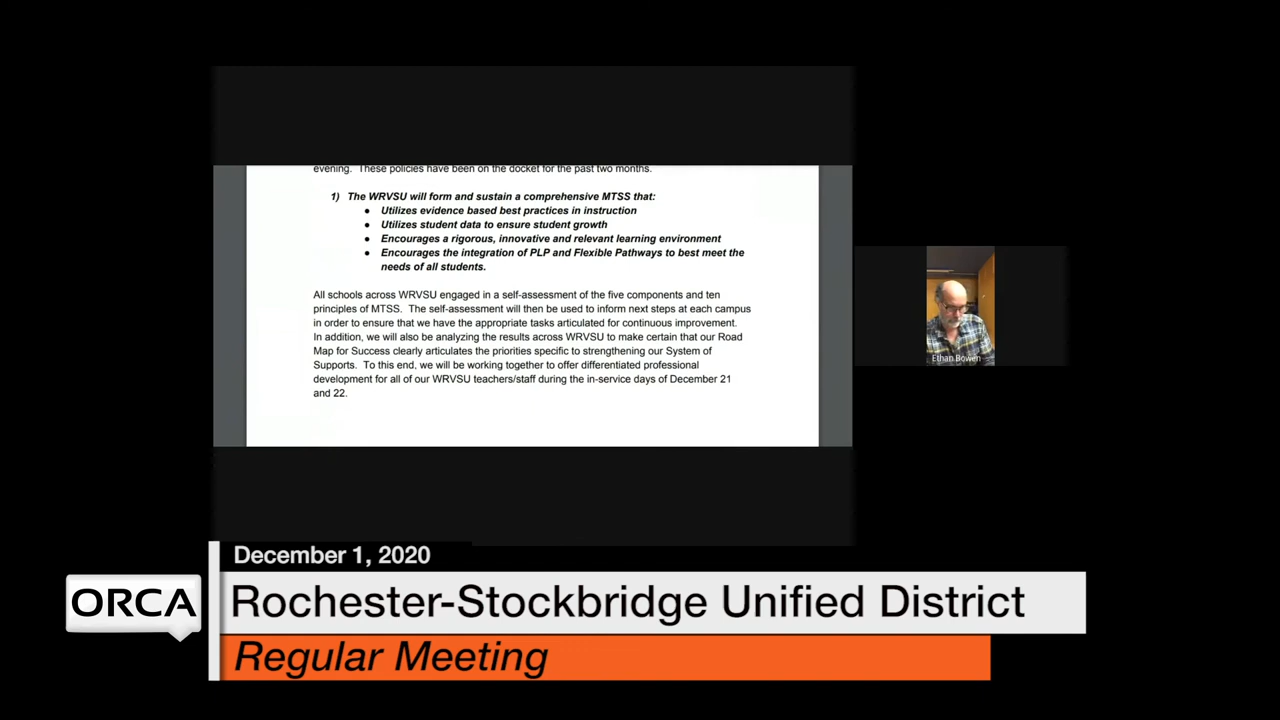 evening. These policies have been on the docket for the past two months.
1) The WRVSU will form and sustain a comprehensive MTSS that:
● Utilizes evidence based best practices in instruction
● Utilizes student data to ensure student growth
● Encourages a rigorous, innovative and relevant learning environment
● Encourages the integration of PLP and Flexible Pathways to best meet the
needs of all students.
All schools across WRVSU engaged in a self-assessment of the five components and ten
principles of MTSS. The self-assessment will then be used to inform next steps at each campus
in order to ensure that we have the appropriate tasks articulated for continuous improvement.
In addition, we will also be analyzing the results across WRVSU to make certain that our Road
Map for Success clearly articulates the priorities specific to strengthening our System of
Supports. To this end, we will be working together to offer differentiated professional
development for all of our WRVSU teachers/staff during the in-service days of December 21
and 22.
Ethan Bowen
December 1, 2020
ORCA
Rochester-Stockbridge Unified District
Regular Meeting